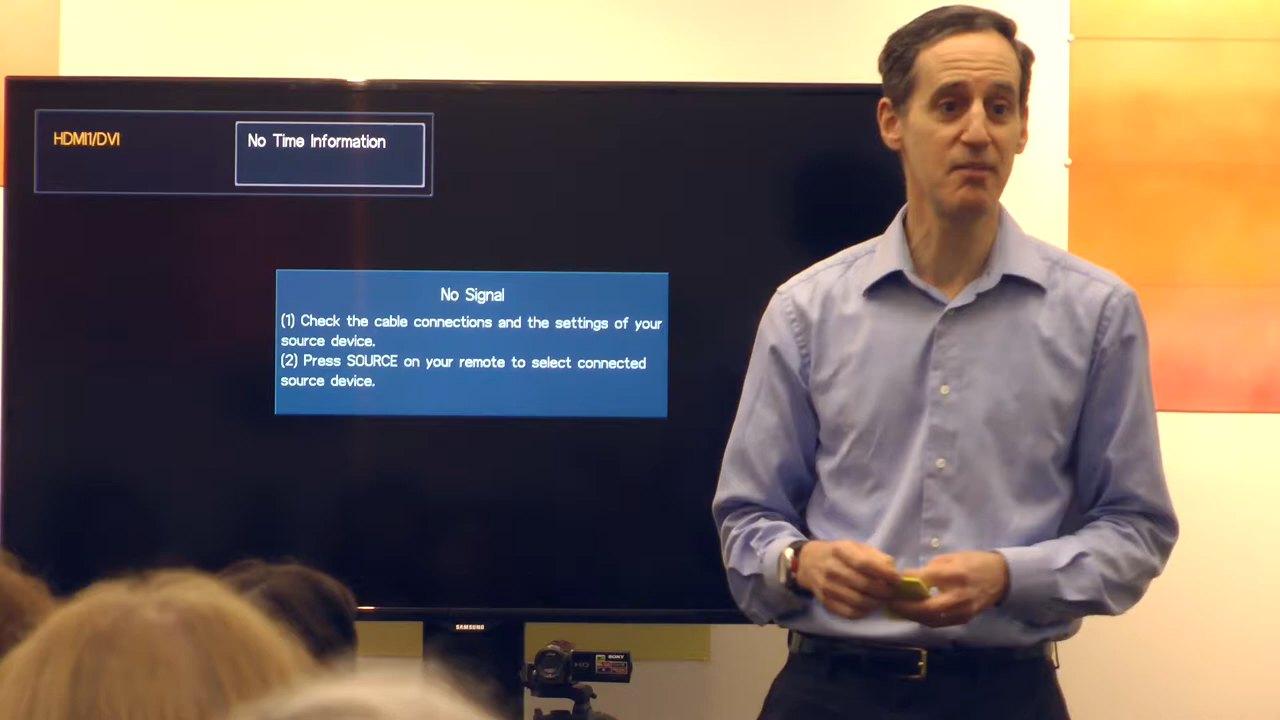 HDMI1/DVI
No Time Information
No Signal
(1) Check the cable connections and the settings of your
source device.
(2) Press SOURCE on your remote to select connected
source device.
SAMSUNG
HD
SONY